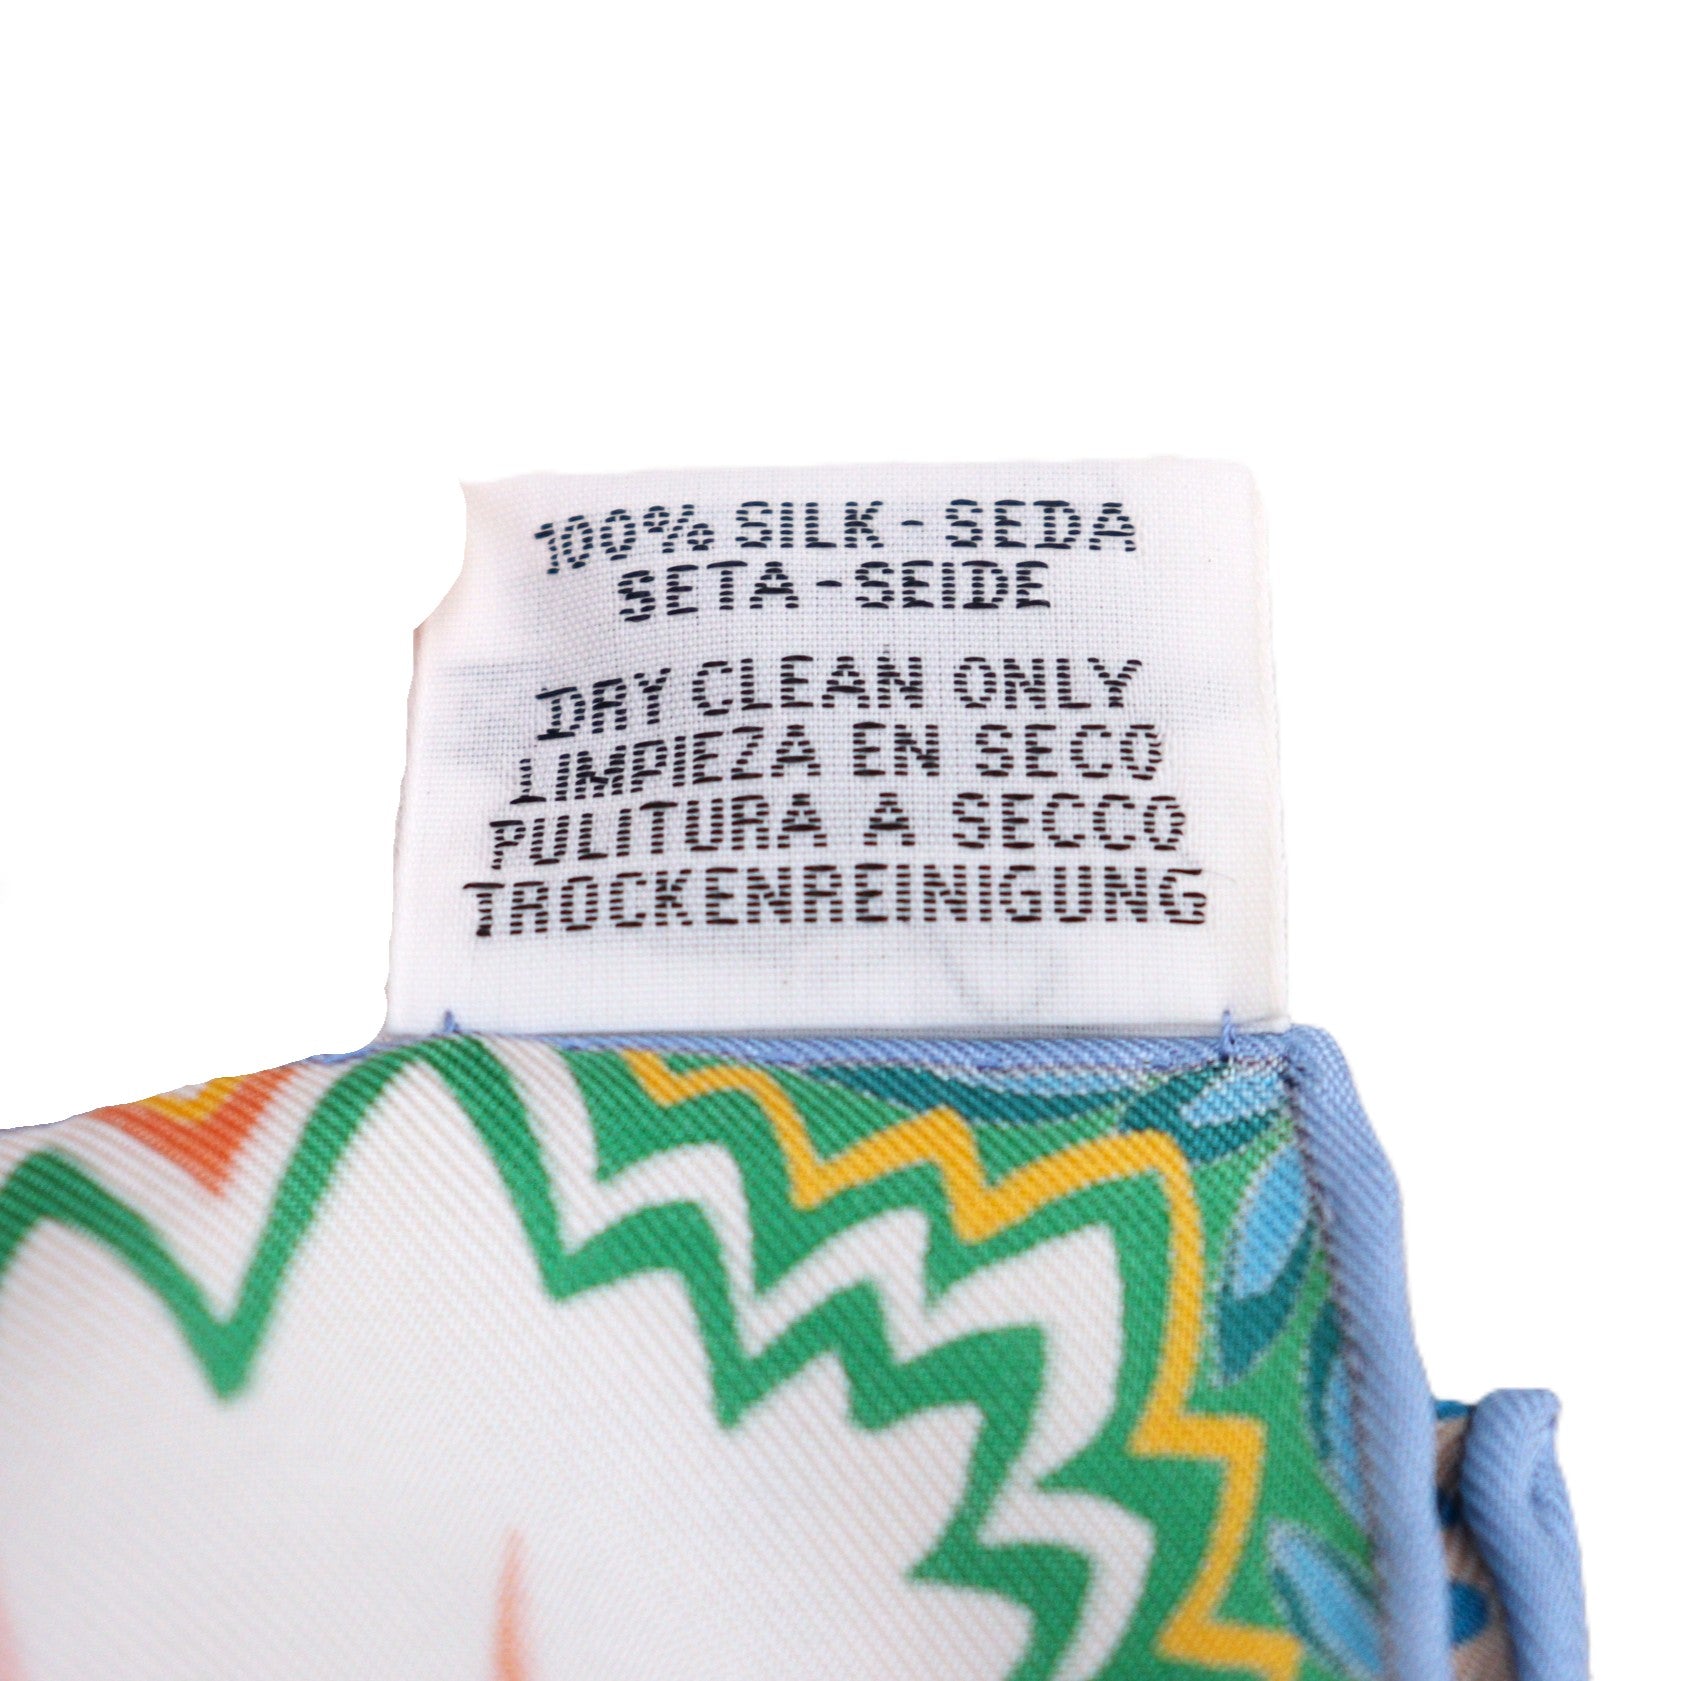 100% SILK - SEDA
SETA - SEIDE
DRY CLEAN ONLY
LIMPIEZA EN SECO
PULITURA A SECCO
TROCKENREINIGUNG